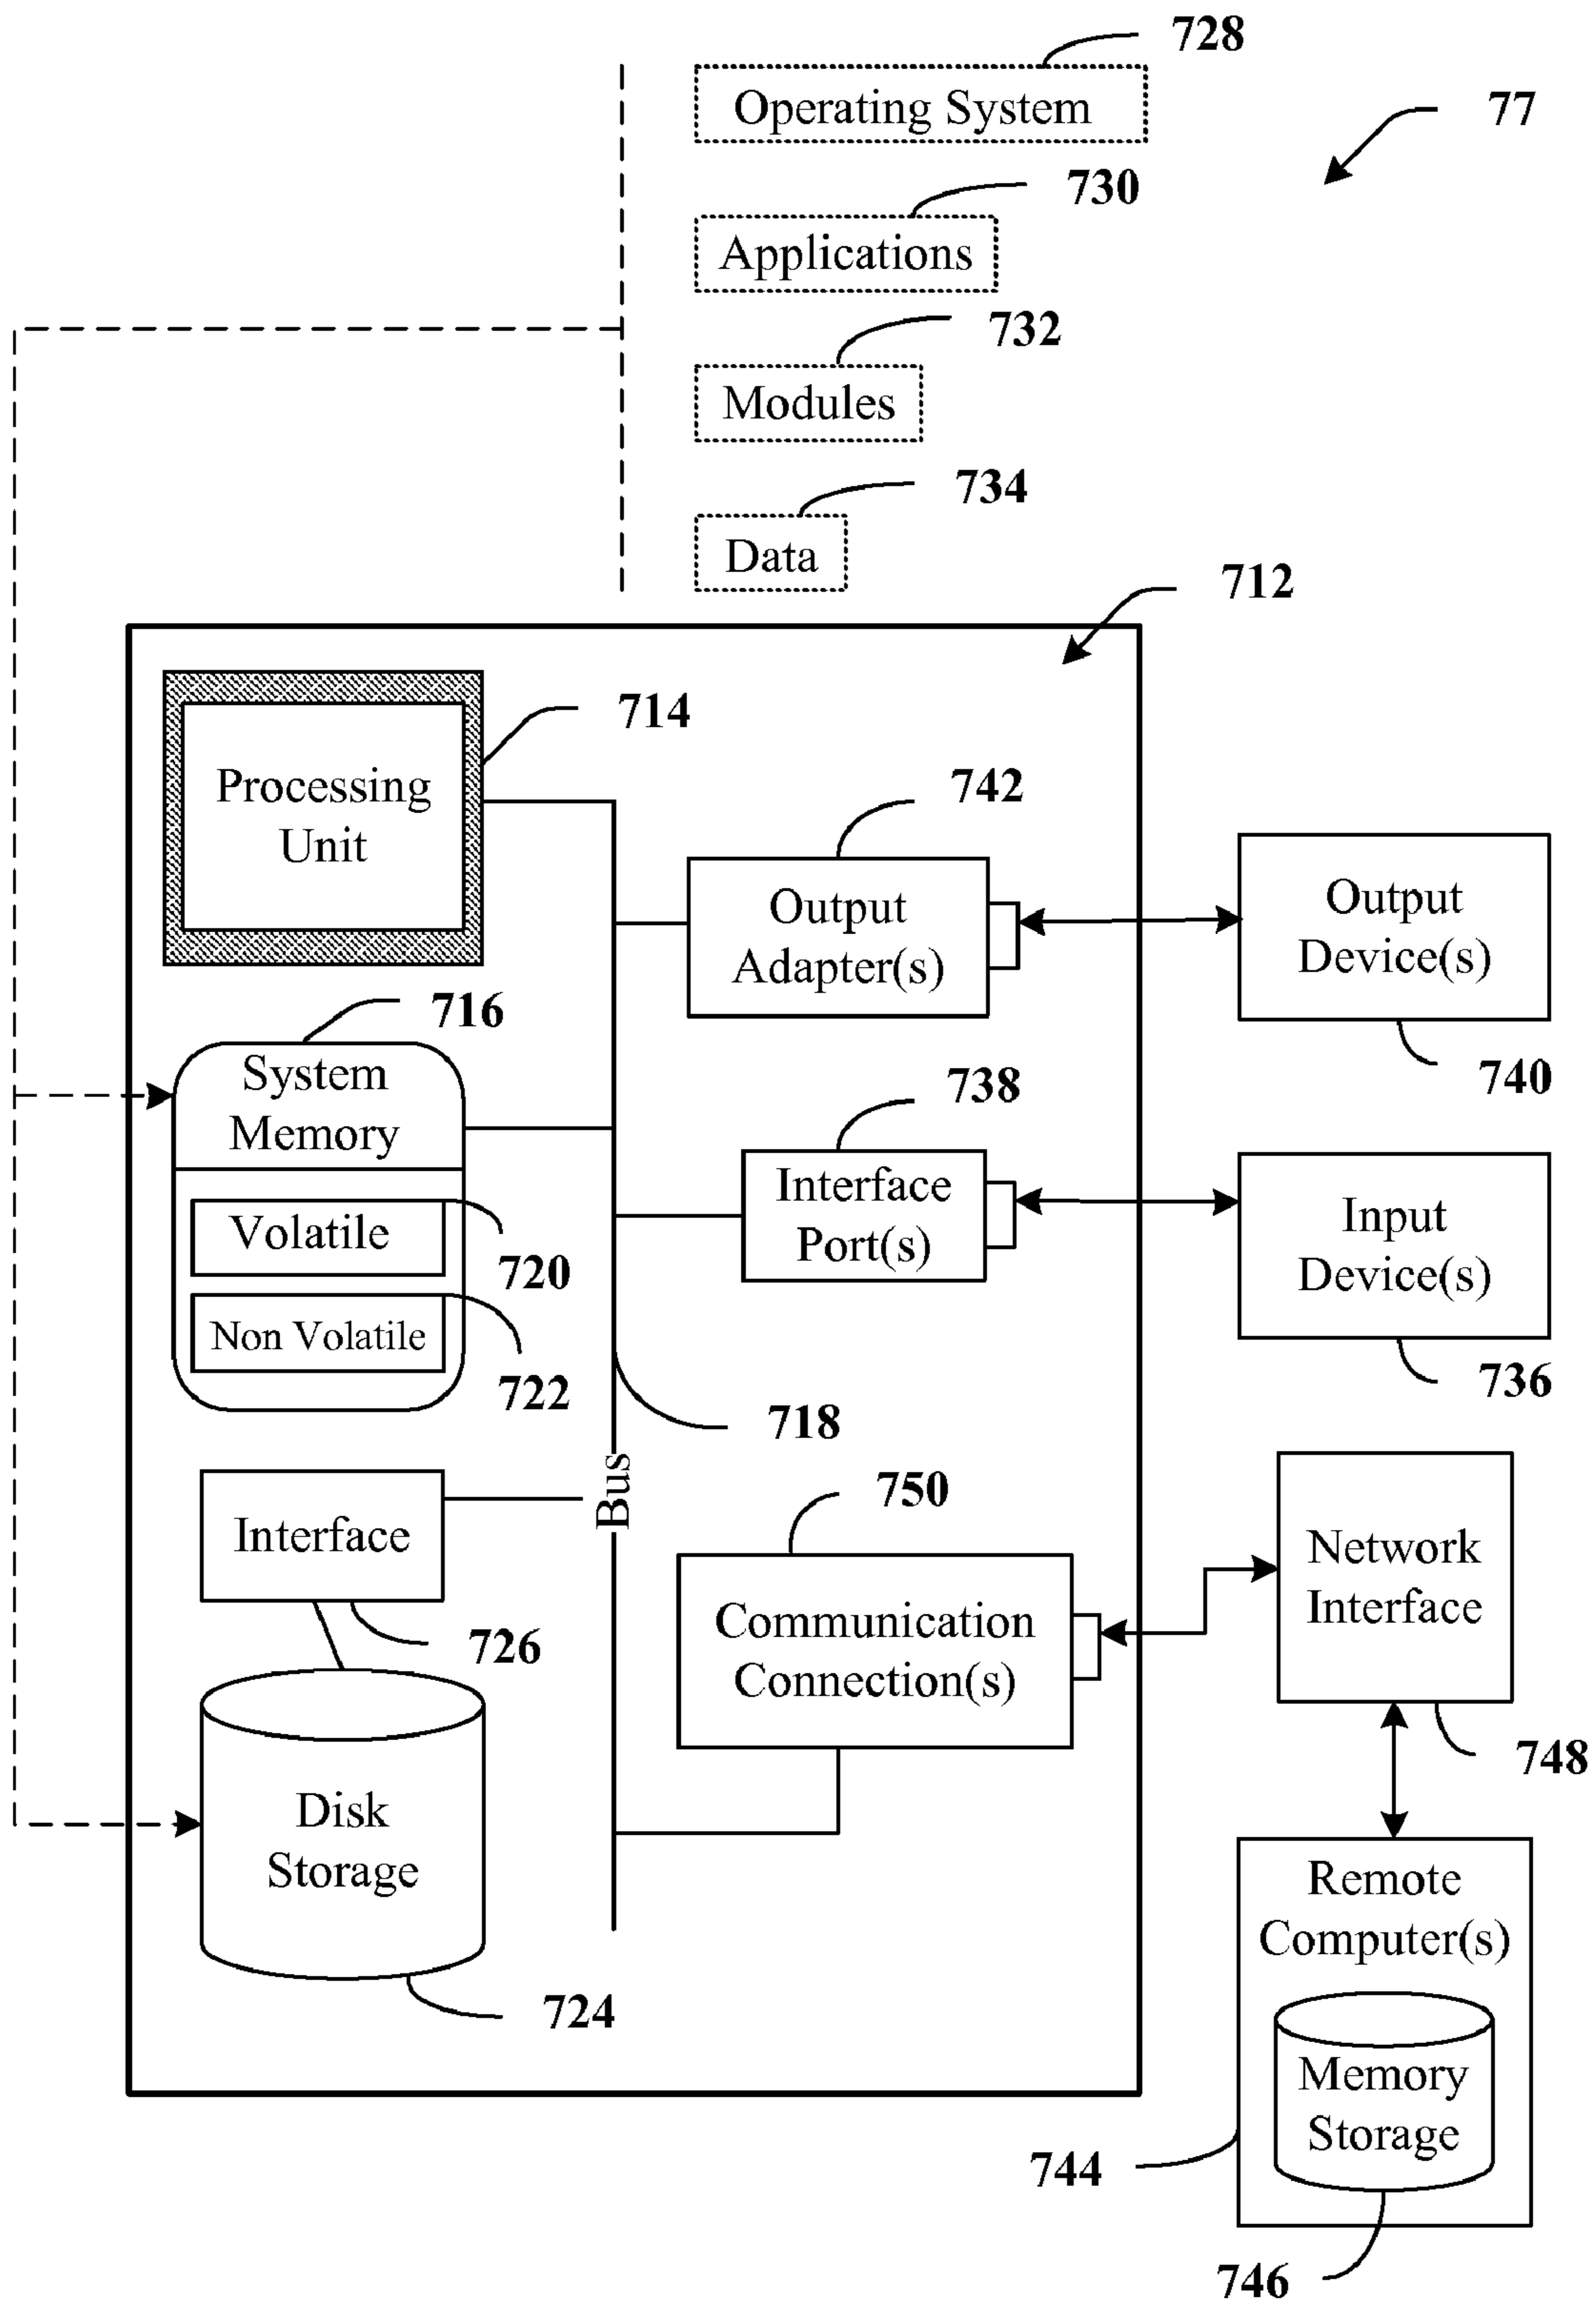 728
Operating System
77
730
Applications
732
Modules
734
Data
712
714
Processing
Unit
742
Output
Adapter(s)
Output
Device(s)
740
716
System
Memory
738
Interface
Port(s)
Input
Device(s)
736
Volatile
720
Non Volatile
722
718
Bus
750
Interface
726
Communication
Connection(s)
Network
Interface
748
Disk
Storage
724
Remote
Computer(s)
Memory
Storage
744
746